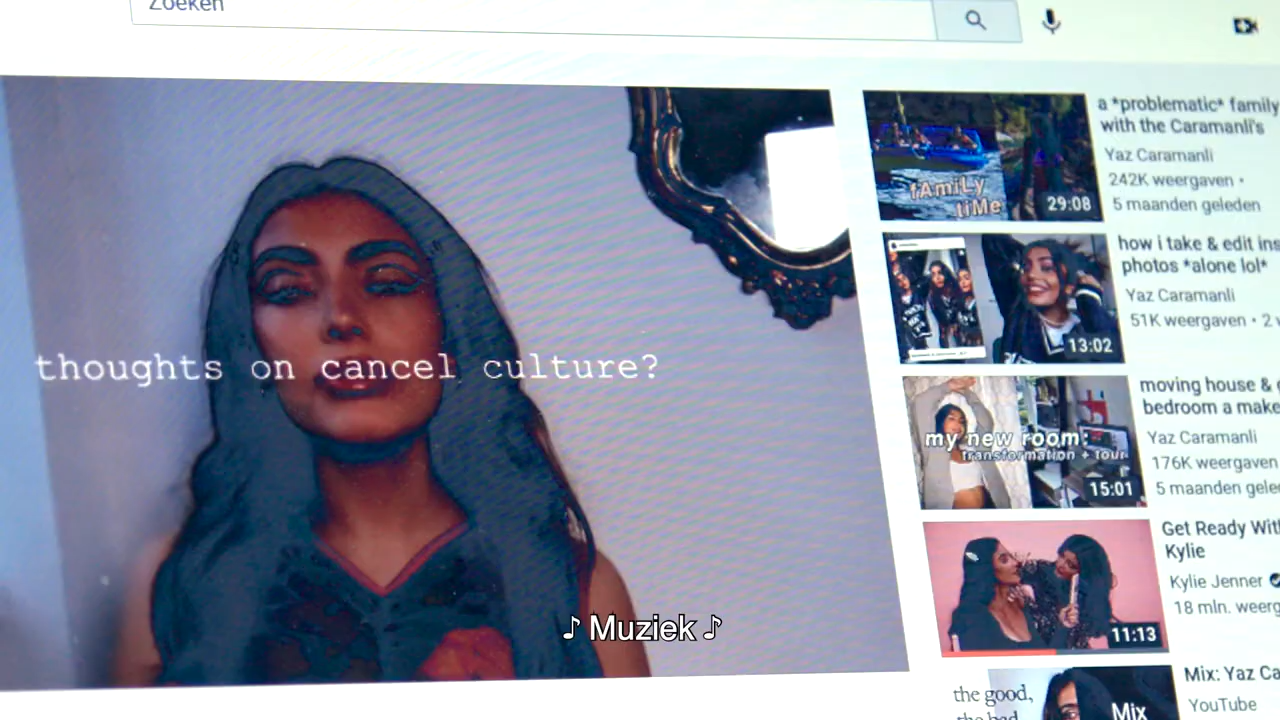 Zoeken
thoughts on cancel culture?
♪ Muziek ♪
a *problematic* family
with the Caramanli's
Yaz Caramanli
242K weergaven •
5 maanden geleden
fAmiLy
tiMe
29:08
how i take & edit ins
photos *alone lol*
Yaz Caramanli
51K weergaven • 2
13:02
moving house &
bedroom a make
Yaz Caramanli
176K weergaven
5 maanden gele
my new room:
transformation + tour
15:01
Get Ready Wit
Kylie
Kylie Jenner
18 mln. weerg
11:13
Mix: Yaz Ca
YouTube
the good,
the bad
Mix